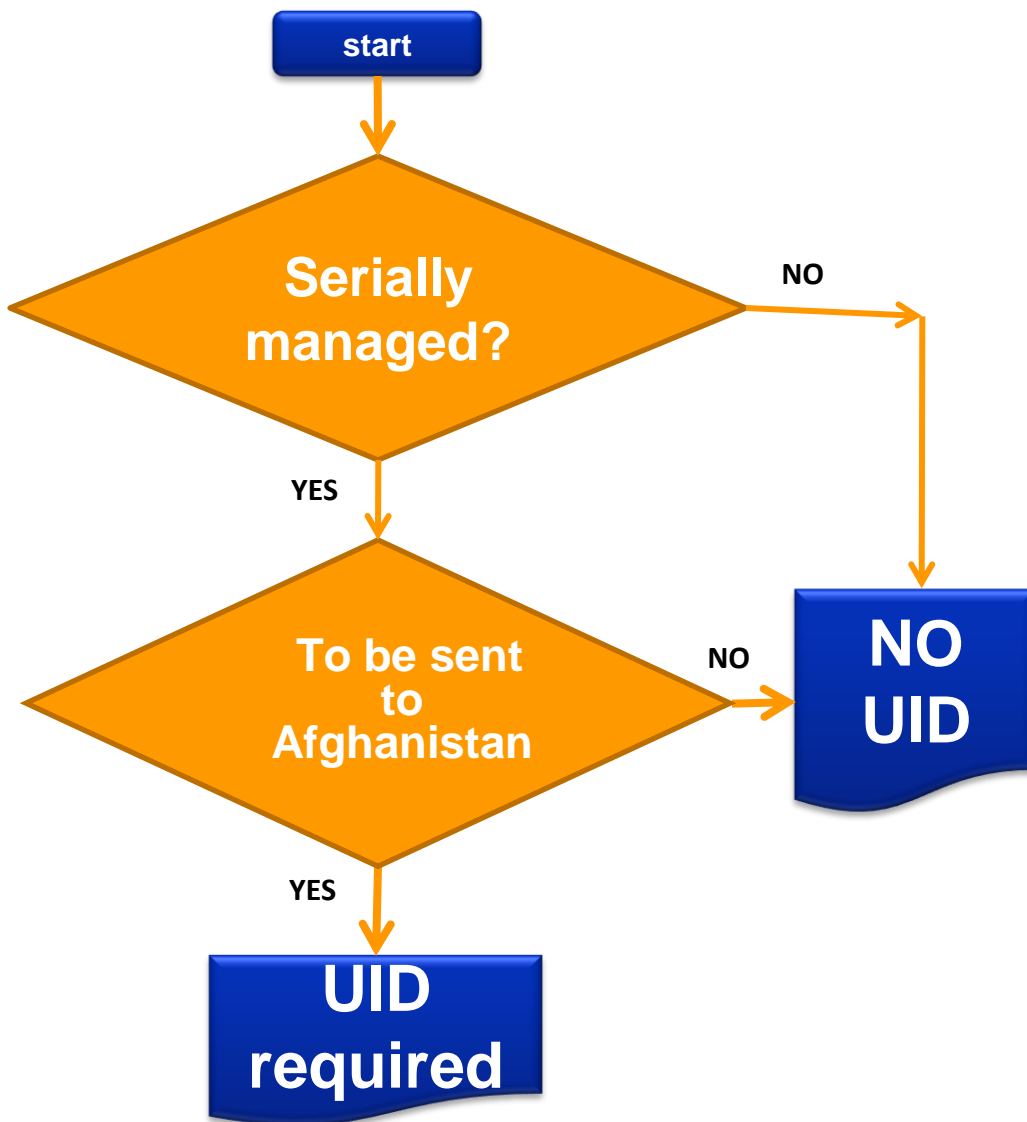 start
Serially
managed?
NO
YES
To be sent
to
Afghanistan
NO
NO
UID
YES
UID
required